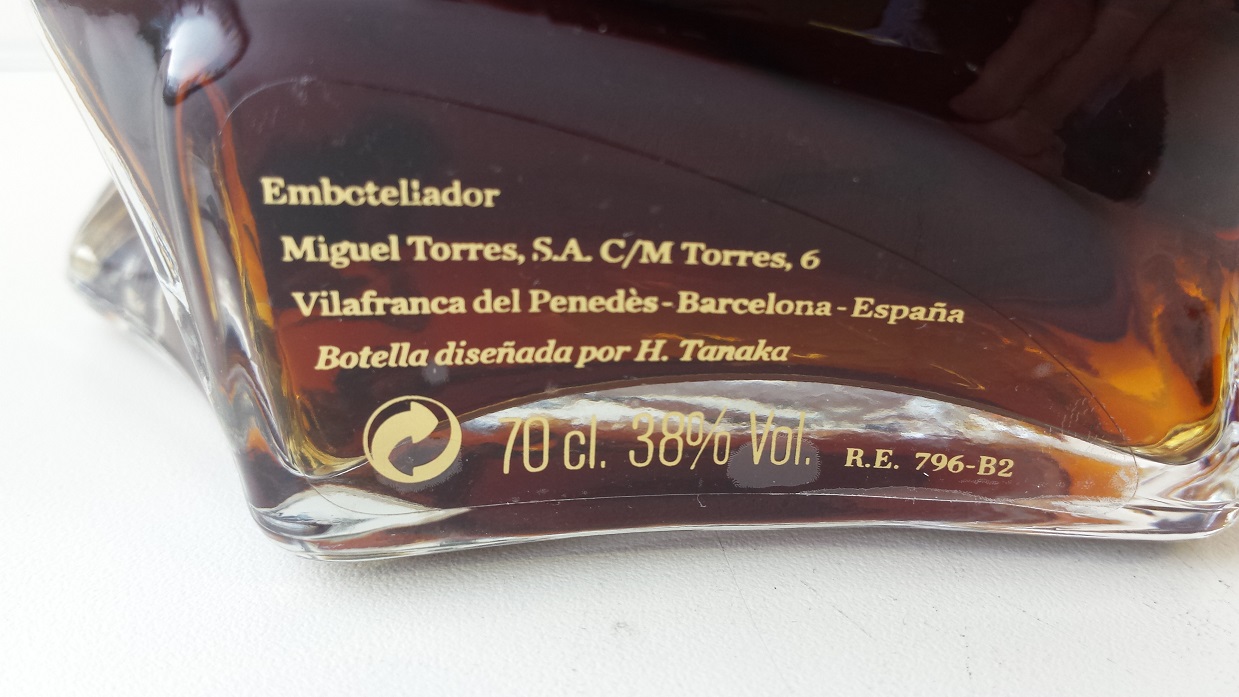 Embotellador
Miguel Torres, S.A. C/M Torres, 6
Vilafranca del Penedès - Barcelona - España
Botella diseñada por H. Tanaka
70 cl. 38% Vol. R.E. 796-B2